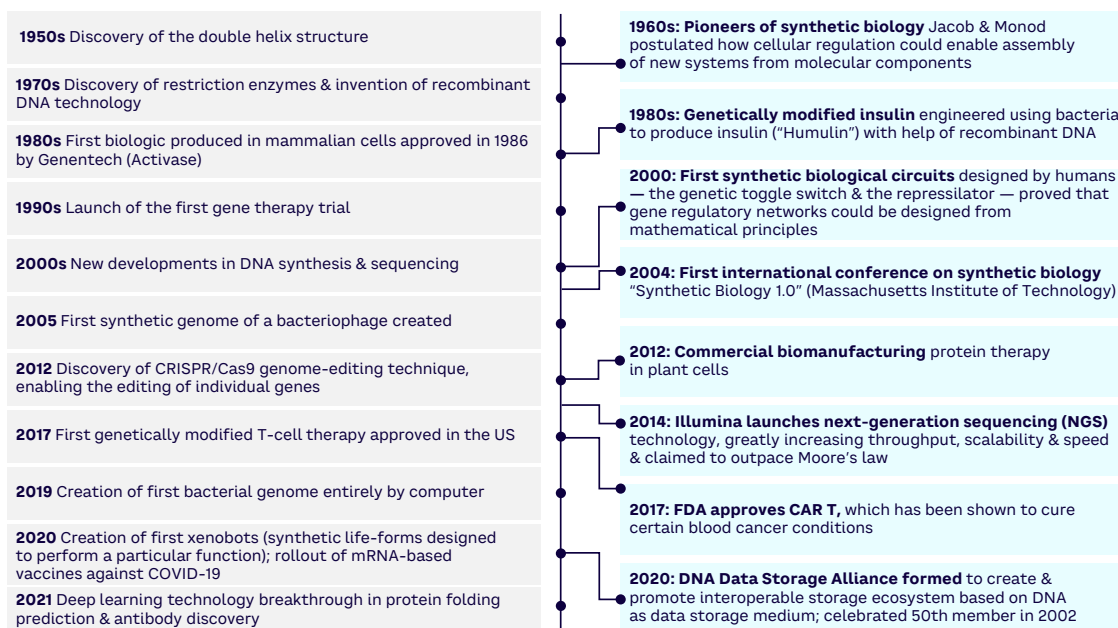 1950s Discovery of the double helix structure
1970s Discovery of restriction enzymes & invention of recombinant
DNA technology
1980s First biologic produced in mammalian cells approved in 1986
by Genentech (Activase)
1990s Launch of the first gene therapy trial
2000s New developments in DNA synthesis & sequencing
2005 First synthetic genome of a bacteriophage created
2012 Discovery of CRISPR/Cas9 genome-editing technique,
enabling the editing of individual genes
2017 First genetically modified T-cell therapy approved in the US
2019 Creation of first bacterial genome entirely by computer
2020 Creation of first xenobots (synthetic life-forms designed
to perform a particular function); rollout of mRNA-based
vaccines against COVID-19
2021 Deep learning technology breakthrough in protein folding
prediction & antibody discovery
1960s: Pioneers of synthetic biology Jacob & Monod
postulated how cellular regulation could enable assembly
of new systems from molecular components
1980s: Genetically modified insulin engineered using bacteria
to produce insulin (“Humulin”) with help of recombinant DNA
2000: First synthetic biological circuits designed by humans
— the genetic toggle switch & the repressilator — proved that
gene regulatory networks could be designed from
mathematical principles
2004: First international conference on synthetic biology
“Synthetic Biology 1.0” (Massachusetts Institute of Technology)
2012: Commercial biomanufacturing protein therapy
in plant cells
2014: Illumina launches next-generation sequencing (NGS)
technology, greatly increasing throughput, scalability & speed
& claimed to outpace Moore’s law
2017: FDA approves CAR T, which has been shown to cure
certain blood cancer conditions
2020: DNA Data Storage Alliance formed to create &
promote interoperable storage ecosystem based on DNA
as data storage medium; celebrated 50th member in 2002